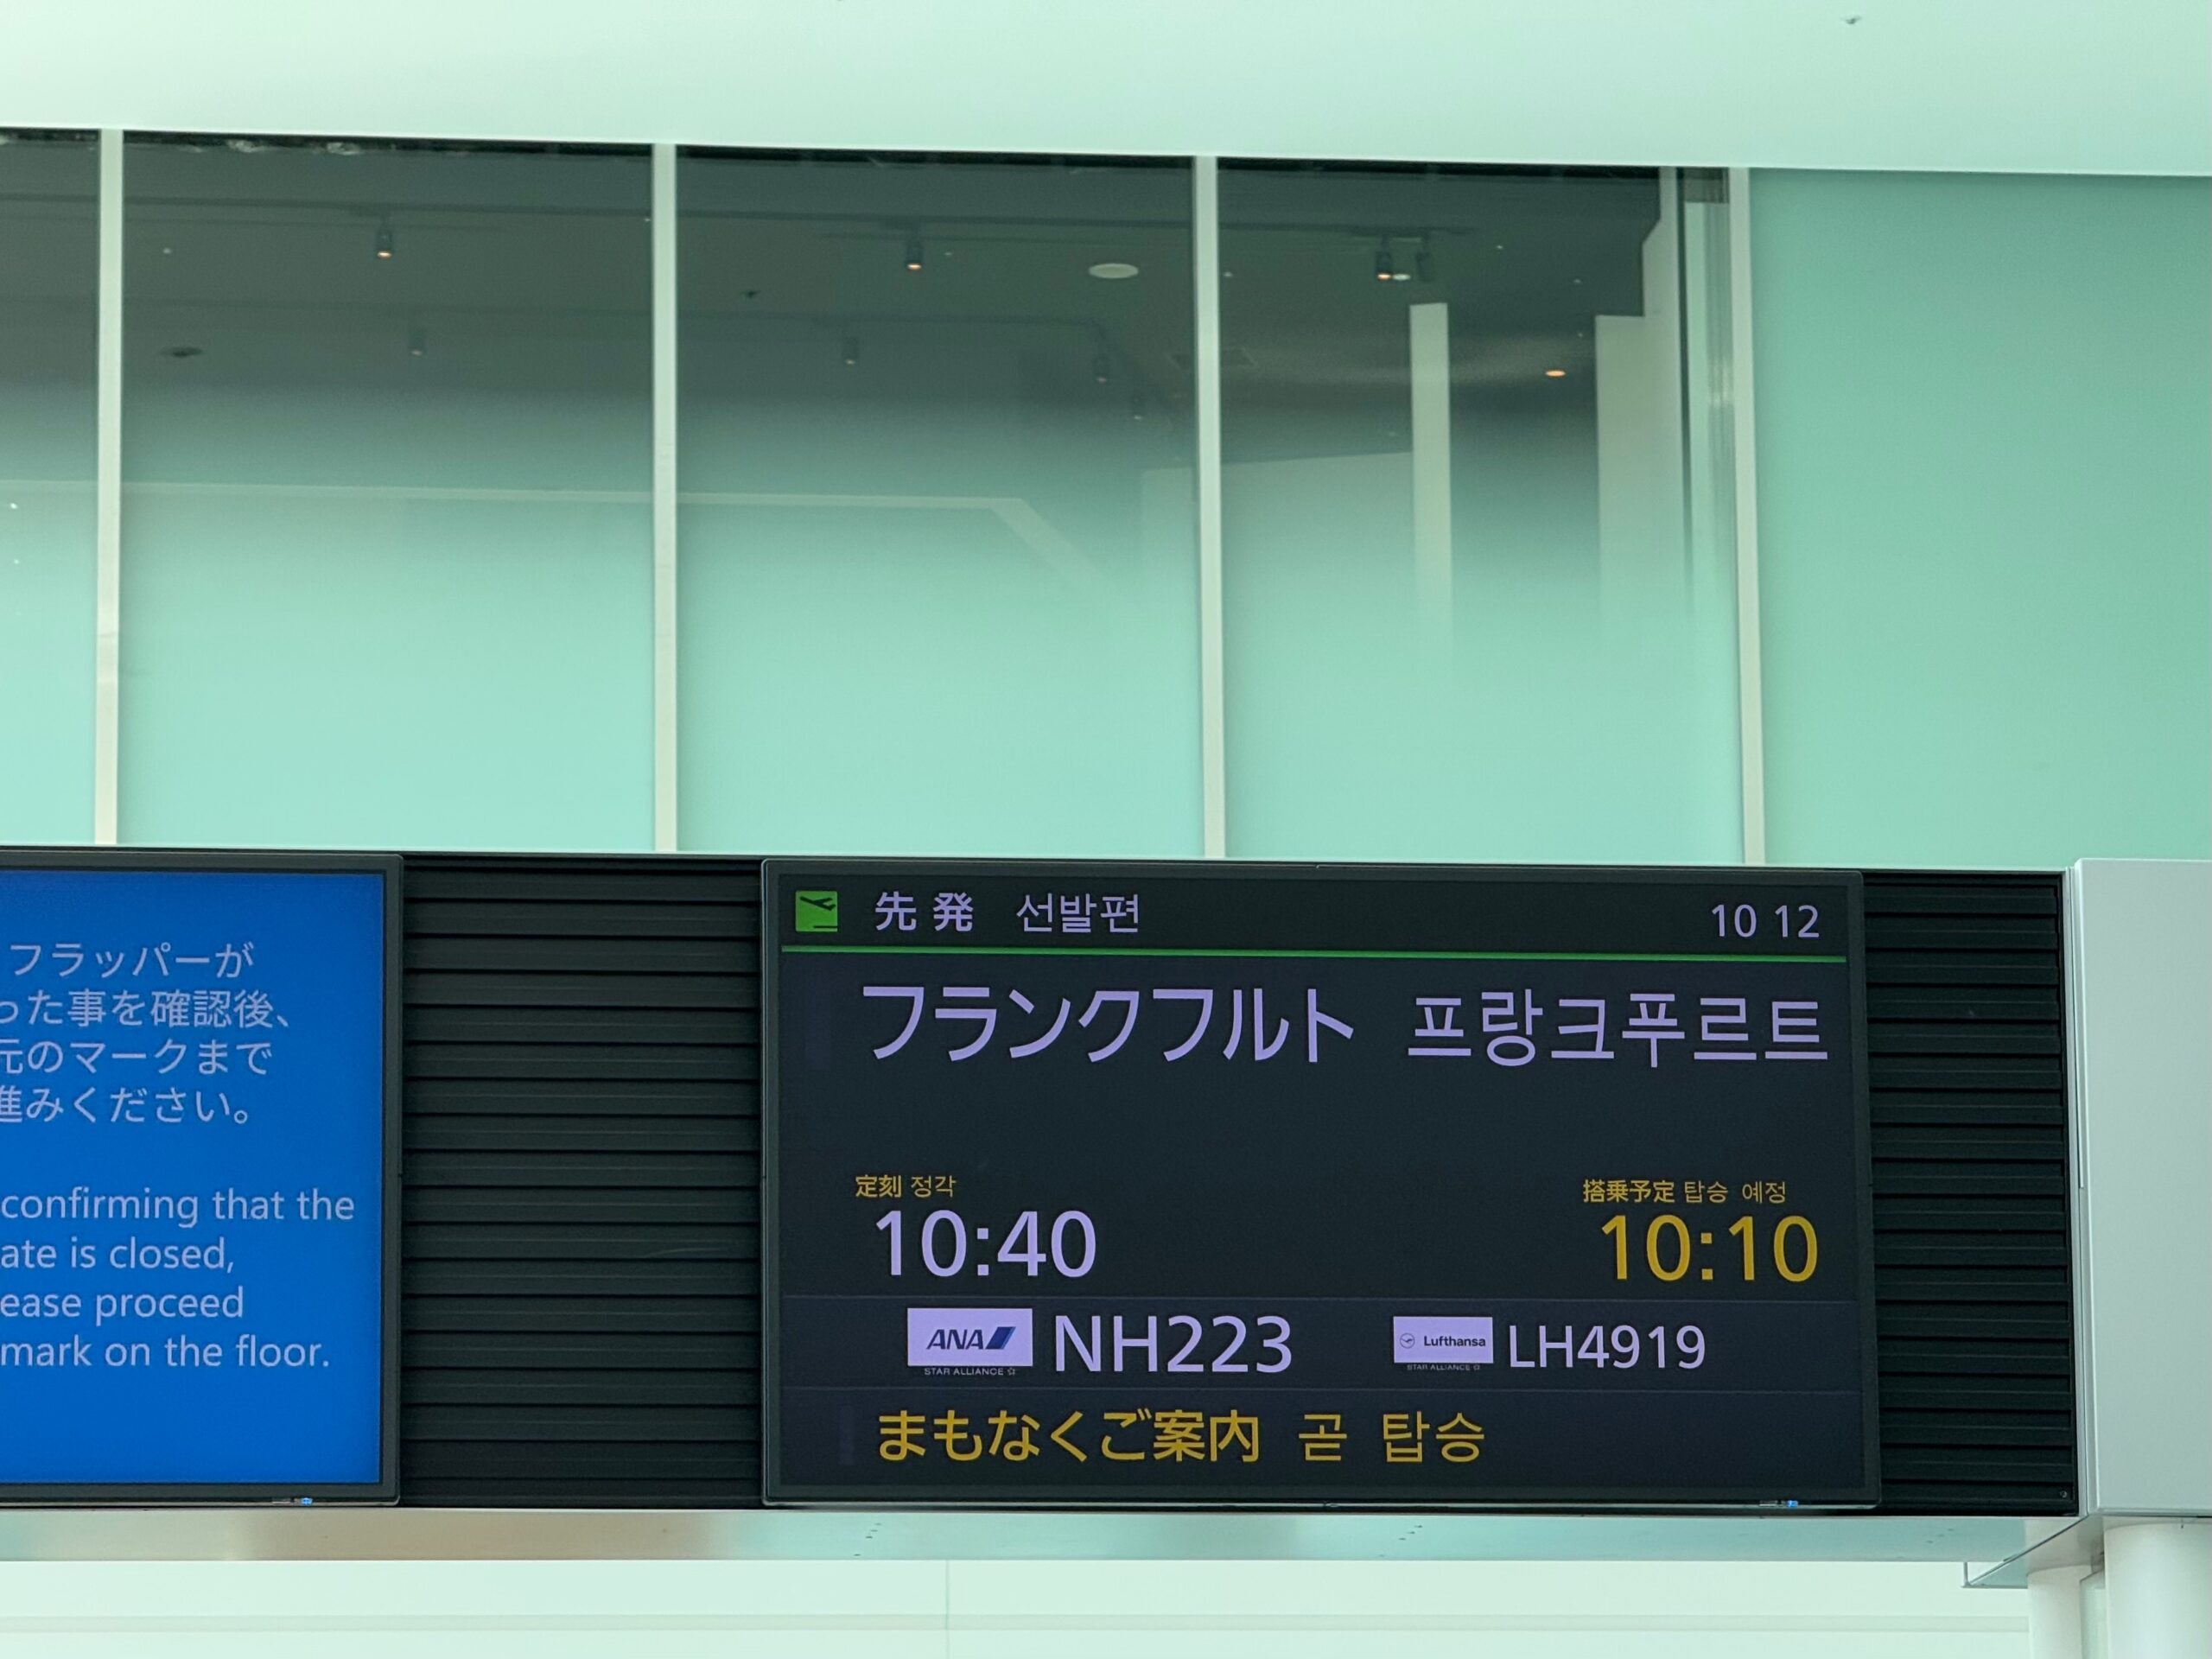 フラッパーが
った事を確認後、
元のマークまで
進みください。
confirming that the
ate is closed,
ease proceed
mark on the floor.
先発 선발편 10 12
フランクフルト 프랑크푸르트
定刻 정각 搭乗予定 탑승 예정
10:40 10:10
ANA NH223 Lufthansa LH4919
STAR ALLIANCE STAR ALLIANCE
まもなくご案内 곧 탑승